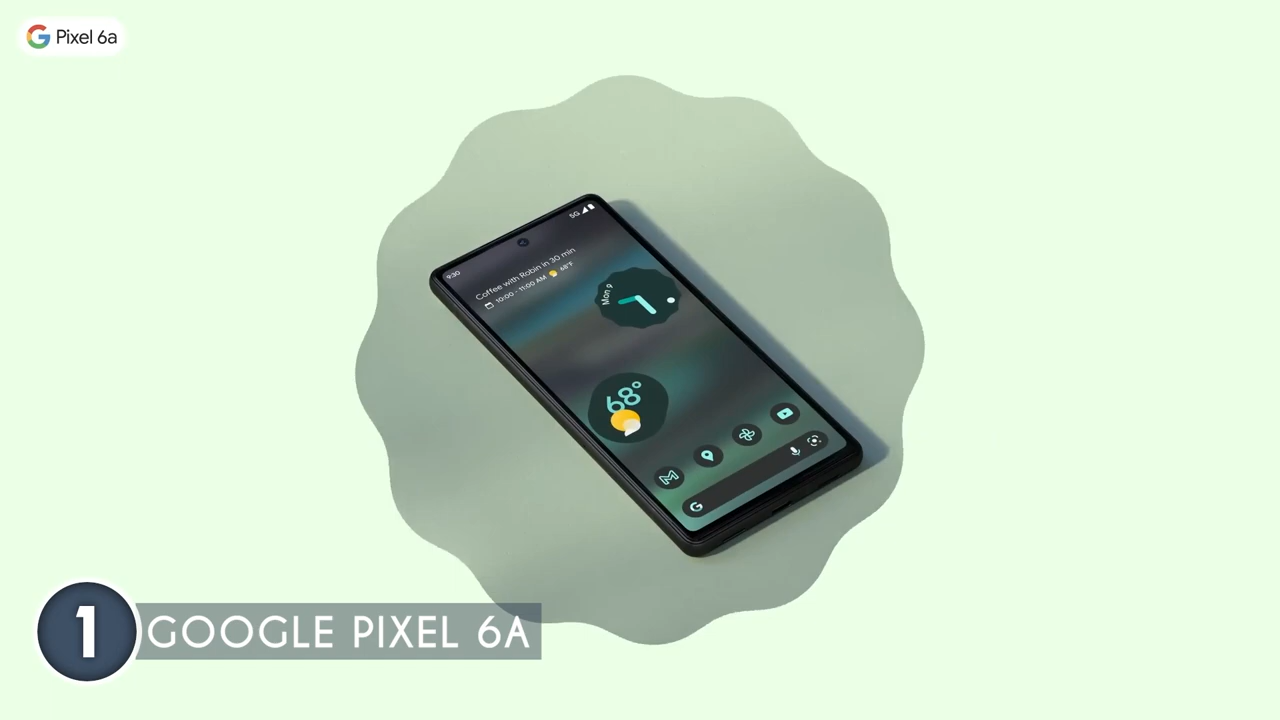 Pixel 6a
5G
9:30
Coffee with Robin in 30 min
10:00 - 11:00 AM 68°F
Mon 9
68°
1
GOOGLE PIXEL 6A